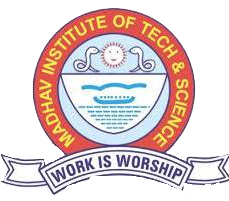 MADHAV INSTITUTE OF TECH & SCIENCE
WORK IS WORSHIP